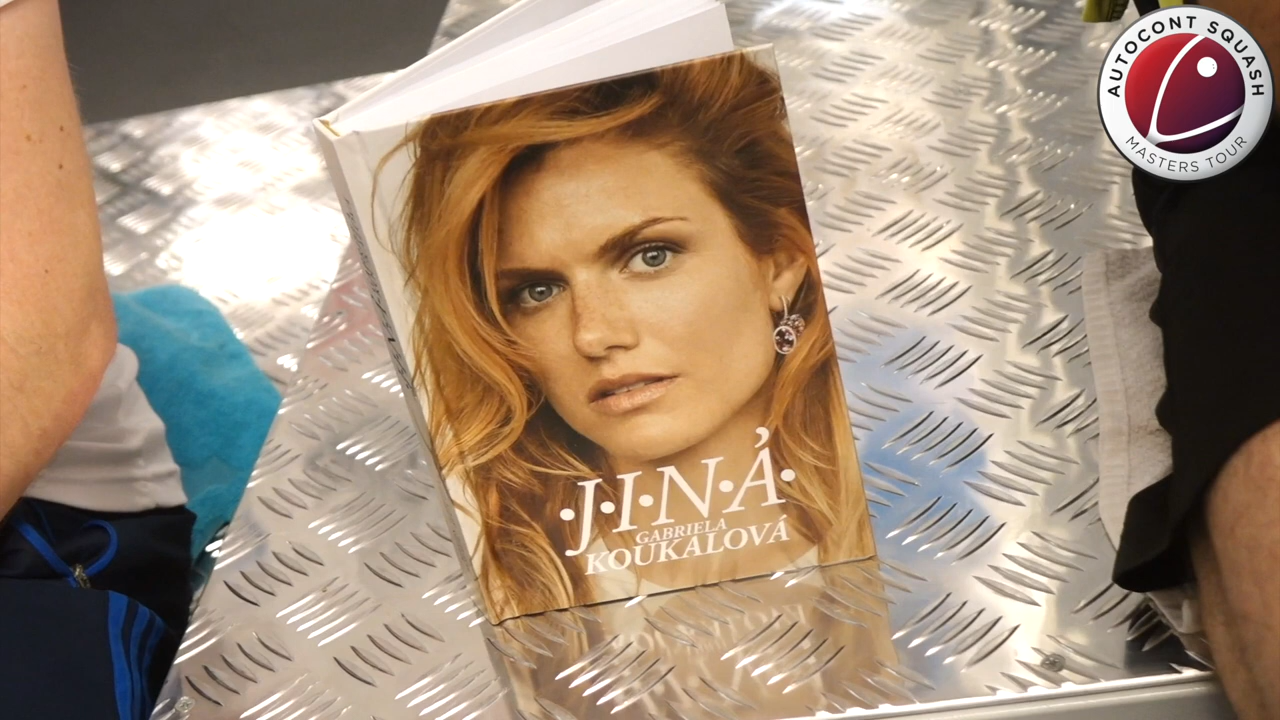 AUTOCONT SQUASH
MASTERS TOUR
·J·I·N·Á·
GABRIELA
KOUKALOVÁ